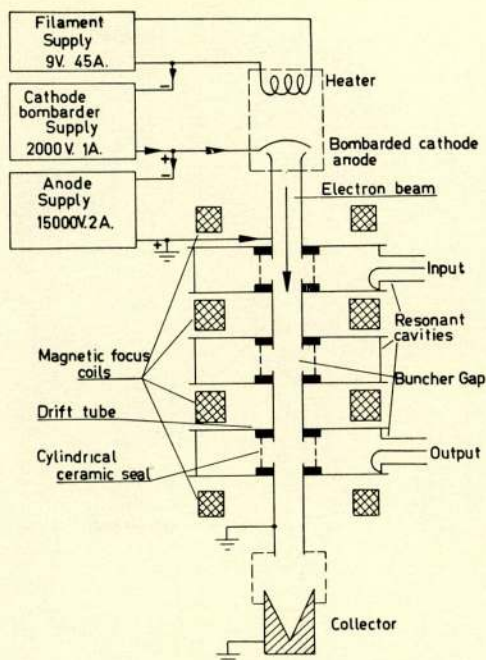 Filament
Supply
9V. 45A.
Heater
Cathode
bombarder
Supply
2000V. 1A.
Bombarded cathode
anode
Anode
Supply
15000V.2A.
Electron beam
Input
Resonant
cavities
Magnetic focus
coils
Buncher Gap
Drift tube
Cylindrical
ceramic seal
Output
Collector